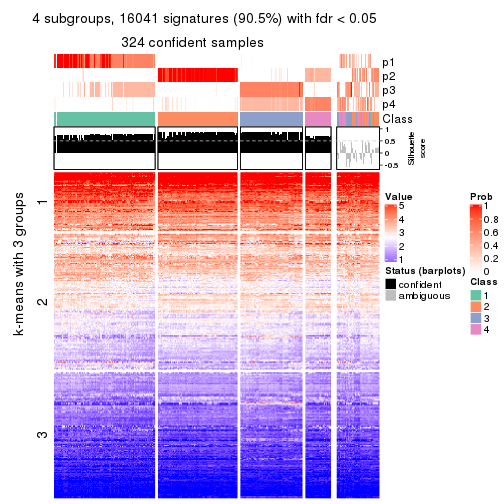 4 subgroups, 16041 signatures (90.5%) with fdr < 0.05
324 confident samples
p1
p2
p3
p4
Class
1
0.5
0
-0.5
Silhouette
score
k-means with 3 groups
1
2
3
Value
5
4
3
2
1
Status (barplots)
confident
ambiguous
Prob
1
0.8
0.6
0.4
0.2
0
Class
1
2
3
4